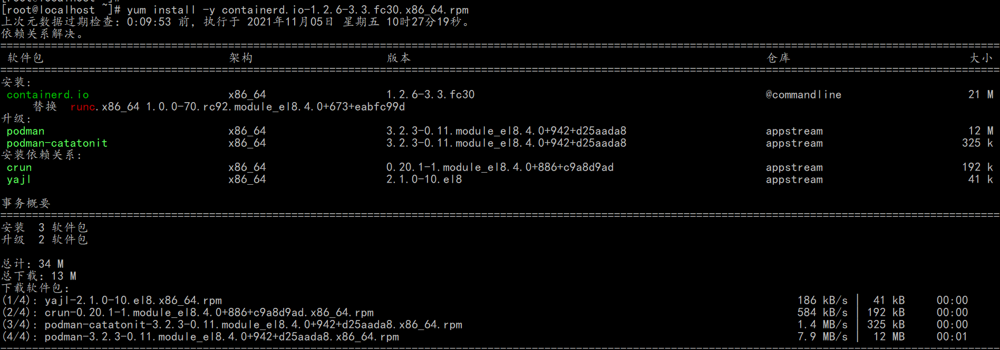 [root@localhost ~]#
[root@localhost ~]# yum install -y containerd.io-1.2.6-3.3.fc30.x86_64.rpm
上次元数据过期检查：0:09:53 前，执行于 2021年11月05日 星期五 10时27分19秒。
依赖关系解决。
软件包 架构 版本 仓库 大小
安装:
containerd.io x86_64 1.2.6-3.3.fc30 @commandline 21 M
替换 runc.x86_64 1.0.0-70.rc92.module_el8.4.0+673+eabfc99d
升级:
podman x86_64 3.2.3-0.11.module_el8.4.0+942+d25aada8 appstream 12 M
podman-catatonit x86_64 3.2.3-0.11.module_el8.4.0+942+d25aada8 appstream 325 k
安装依赖关系:
crun x86_64 0.20.1-1.module_el8.4.0+886+c9a8d9ad appstream 192 k
yajl x86_64 2.1.0-10.el8 appstream 41 k
事务概要
安装 3 软件包
升级 2 软件包
总计：34 M
总下载：13 M
下载软件包：
(1/4): yajl-2.1.0-10.el8.x86_64.rpm 186 kB/s | 41 kB 00:00
(2/4): crun-0.20.1-1.module_el8.4.0+886+c9a8d9ad.x86_64.rpm 584 kB/s | 192 kB 00:00
(3/4): podman-catatonit-3.2.3-0.11.module_el8.4.0+942+d25aada8.x86_64.rpm 1.4 MB/s | 325 kB 00:00
(4/4): podman-3.2.3-0.11.module_el8.4.0+942+d25aada8.x86_64.rpm 7.9 MB/s | 12 MB 00:01